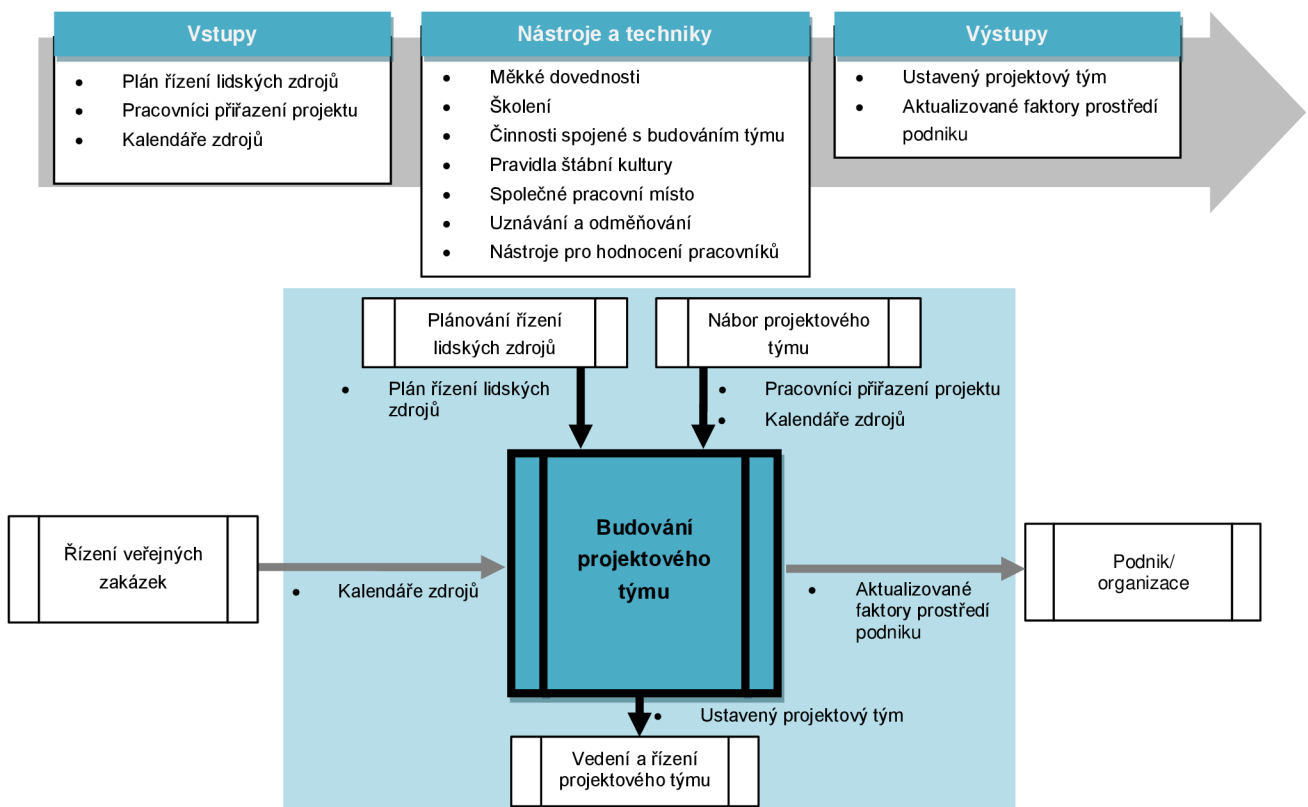 Vstupy
• Plán řízení lidských zdrojů
• Pracovníci přiřazení projektu
• Kalendáře zdrojů
Nástroje a techniky
• Měkké dovednosti
• Školení
• Činnosti spojené s budováním týmu
• Pravidla štábní kultury
• Společné pracovní místo
• Uznávání a odměňování
• Nástroje pro hodnocení pracovníků
Výstupy
• Ustavený projektový tým
• Aktualizované faktory prostředí
podniku
Plánování řízení
lidských zdrojů
Nábor projektového
týmu
• Plán řízení lidských
zdrojů
• Pracovníci přiřazení projektu
• Kalendáře zdrojů
Řízení veřejných
zakázek
• Kalendáře zdrojů
Budování
projektového
týmu
• Aktualizované
faktory prostředí
podniku
Podnik/
organizace
• Ustavený projektový tým
Vedení a řízení
projektového týmu